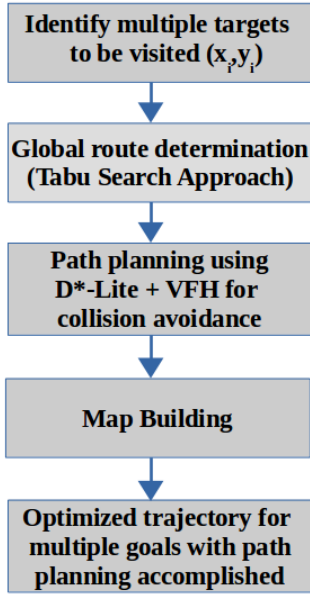 Identify multiple targets
to be visited (xi,yi)
Global route determination
(Tabu Search Approach)
Path planning using
D*-Lite + VFH for
collision avoidance
Map Building
Optimized trajectory for
multiple goals with path
planning accomplished